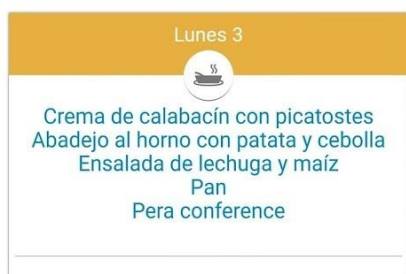 Lunes 3
Crema de calabacín con picatostes
Abadejo al horno con patata y cebolla
Ensalada de lechuga y maíz
Pan
Pera conference